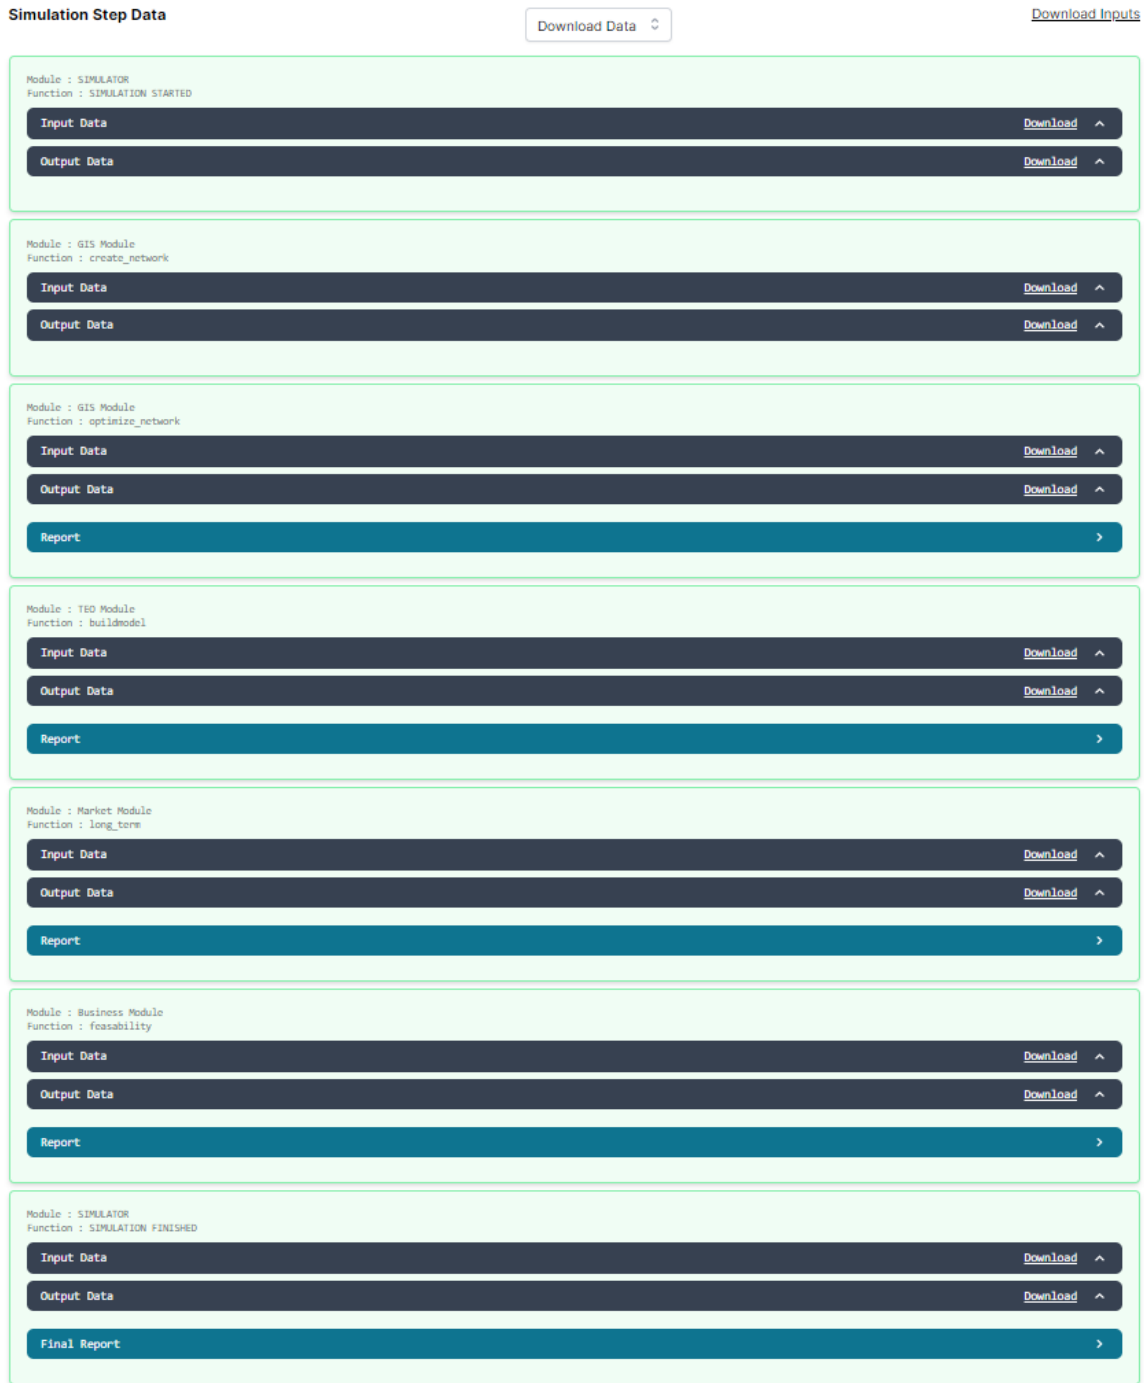 Simulation Step Data
Download Data
Download Inputs
Module : SIMULATOR
Function : SIMULATION STARTED
Input Data Download
Output Data Download
Module : GIS Module
Function : create_network
Input Data Download
Output Data Download
Module : GIS Module
Function : optimize_network
Input Data Download
Output Data Download
Report
Module : TEO Module
Function : buildmodel
Input Data Download
Output Data Download
Report
Module : Market Module
Function : long_term
Input Data Download
Output Data Download
Report
Module : Business Module
Function : feasability
Input Data Download
Output Data Download
Report
Module : SIMULATOR
Function : SIMULATION FINISHED
Input Data Download
Output Data Download
Final Report